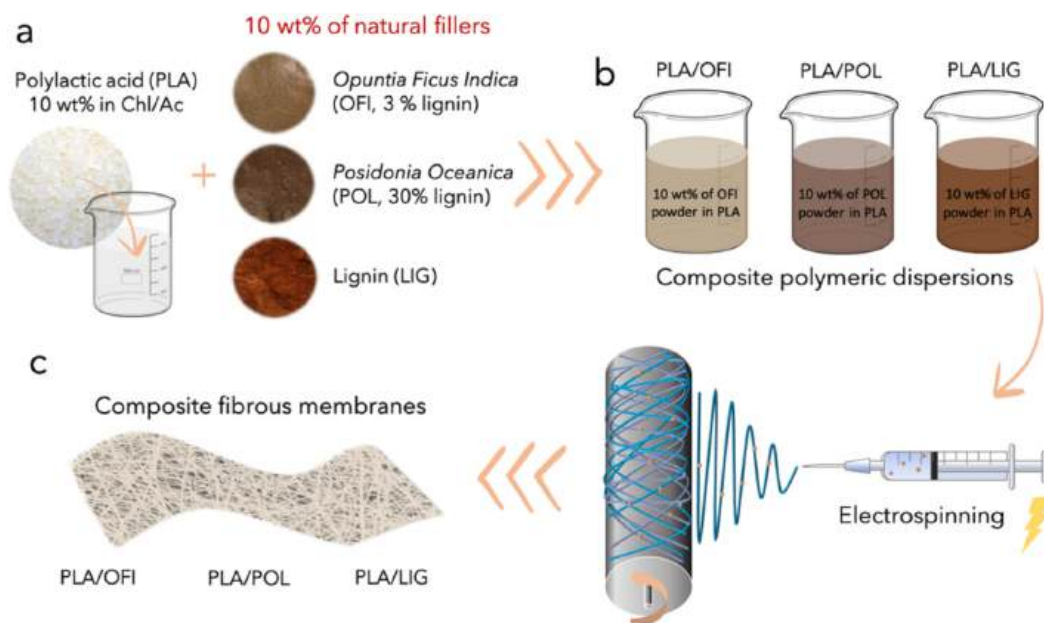 a
10 wt% of natural fillers
Polylactic acid (PLA)
10 wt% in Chl/Ac
Opuntia Ficus Indica
(OFI, 3 % lignin)
Posidonia Oceanica
(POL, 30% lignin)
Lignin (LIG)
b
PLA/OFI
PLA/POL
PLA/LIG
10 wt% of OFI
powder in PLA
10 wt% of POL
powder in PLA
10 wt% of LIG
powder in PLA
Composite polymeric dispersions
Electrospinning
c
Composite fibrous membranes
PLA/OFI
PLA/POL
PLA/LIG